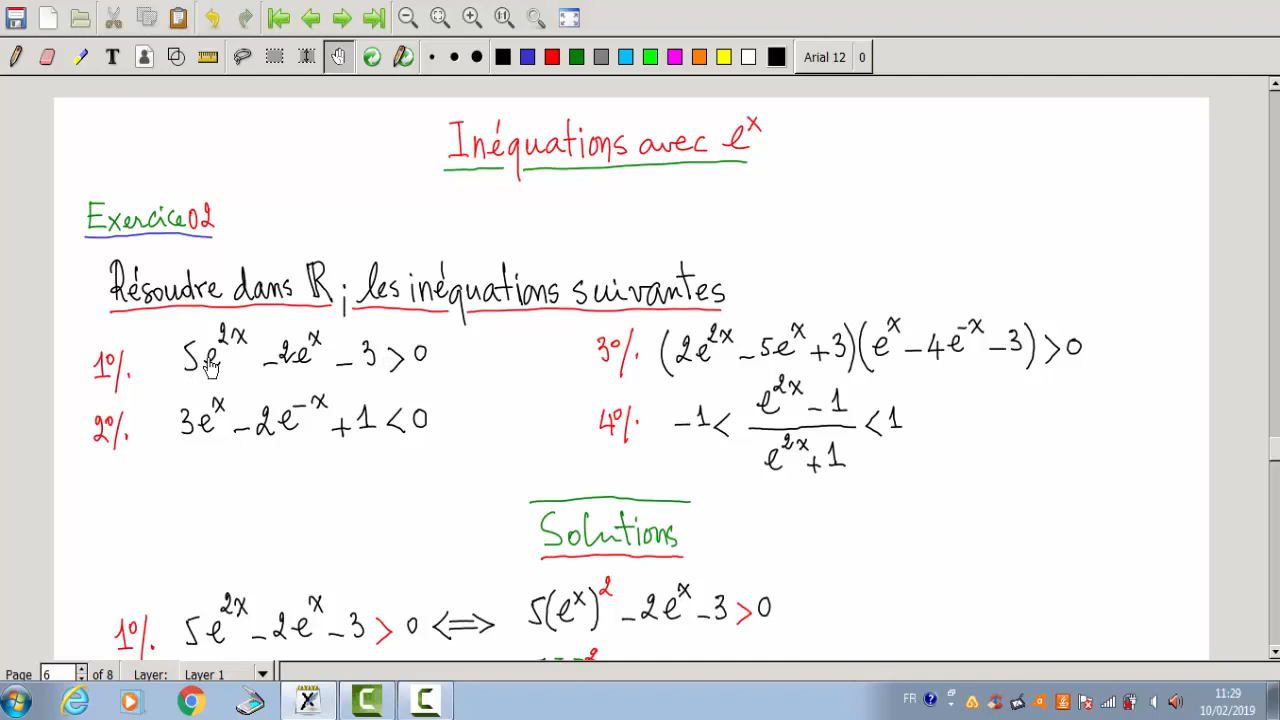 Arial 12 0
Inéquations avec e^x
Exercice 02
Résoudre dans ℝ ; les inéquations suivantes
1°/. 5e^{2x} - 2e^x - 3 > 0
2°/. 3e^x - 2e^{-x} + 1 < 0
3°/. (2e^{2x} - 5e^x + 3)(e^x - 4e^{-x} - 3) > 0
4°/. -1 < \frac{e^{2x} - 1}{e^{2x} + 1} < 1
Solutions
1°/. 5e^{2x} - 2e^x - 3 > 0 ⟺ 5(e^x)^2 - 2e^x - 3 > 0
Page 6 of 8 Layer: Layer 1
FR 11:29
10/02/2019